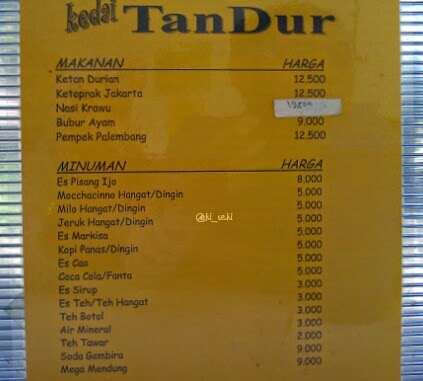 kedai TanDur
MAKANAN HARGA
Ketan Durian 12.500
Ketoprak Jakarta 12.500
Nasi Krawu
Bubur Ayam 9.000
Pempek Palembang 12.500
MINUMAN HARGA
Es Pisang Ijo 8.000
Mocchacinno Hangat/Dingin 5.000
Milo Hangat/Dingin 5.000
Jeruk Hangat/Dingin 5.000
@ki_seki
Es Markisa 5.000
Kopi Panas/Dingin 5.000
Es Cao 5.000
Coca Cola/Fanta 5.000
Es Sirup 3.000
Es Teh/Teh Hangat 3.000
Teh Botol 3.000
Air Mineral 3.000
Teh Tawar 2.000
Soda Gembira 9.000
Mega Mendung 9.000